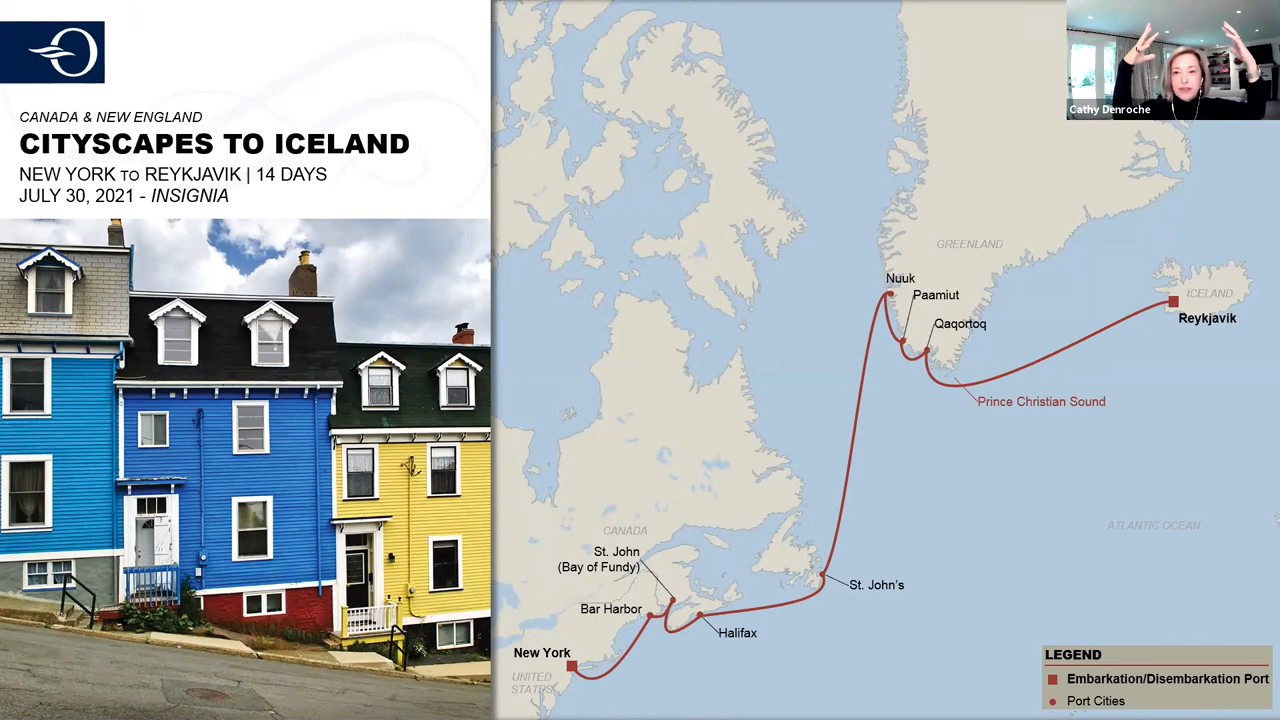 CANADA & NEW ENGLAND
CITYSCAPES TO ICELAND
NEW YORK TO REYKJAVIK | 14 DAYS
JULY 30, 2021 - INSIGNIA
Cathy Denroche
GREENLAND
Nuuk
Paamiut
Qaqortoq
ICELAND
Reykjavik
Prince Christian Sound
ATLANTIC OCEAN
CANADA
St. John
(Bay of Fundy)
St. John's
Bar Harbor
Halifax
New York
UNITED
STATES
LEGEND
Embarkation/Disembarkation Port
Port Cities